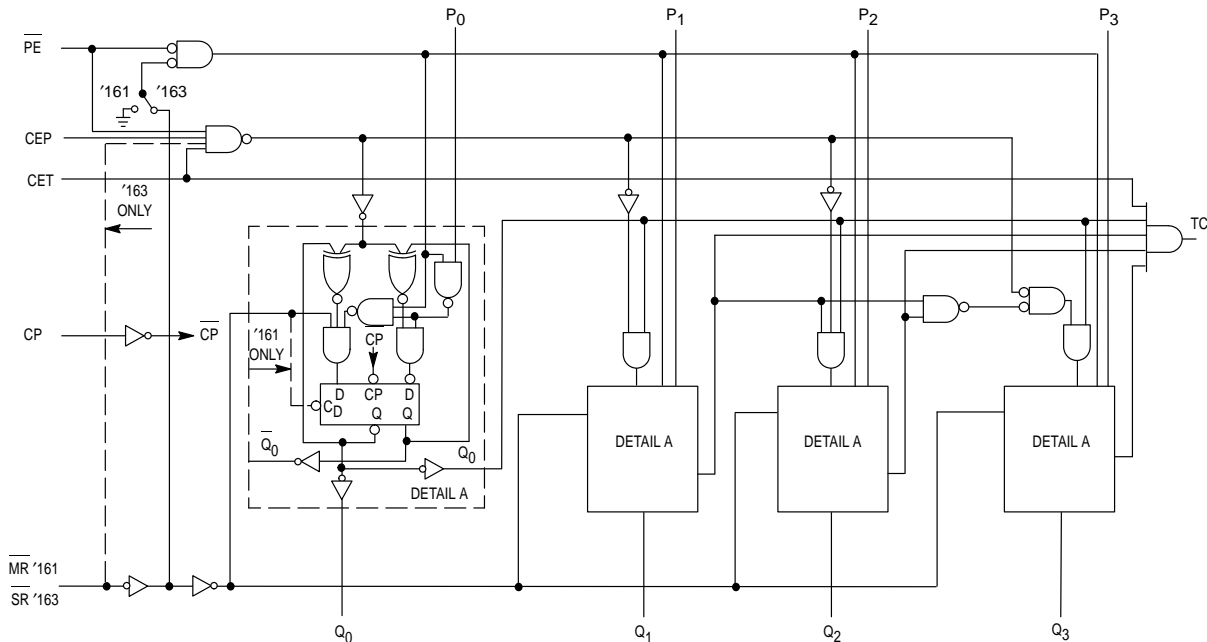 P0
P1
P2
P3
PE
'161
'163
CEP
CET
'163
ONLY
TC
CP
CP
'161
ONLY
CP
D
CP
D
CD
Q
Q
Q0
Q0
DETAIL A
DETAIL A
DETAIL A
DETAIL A
MR '161
SR '163
Q0
Q1
Q2
Q3